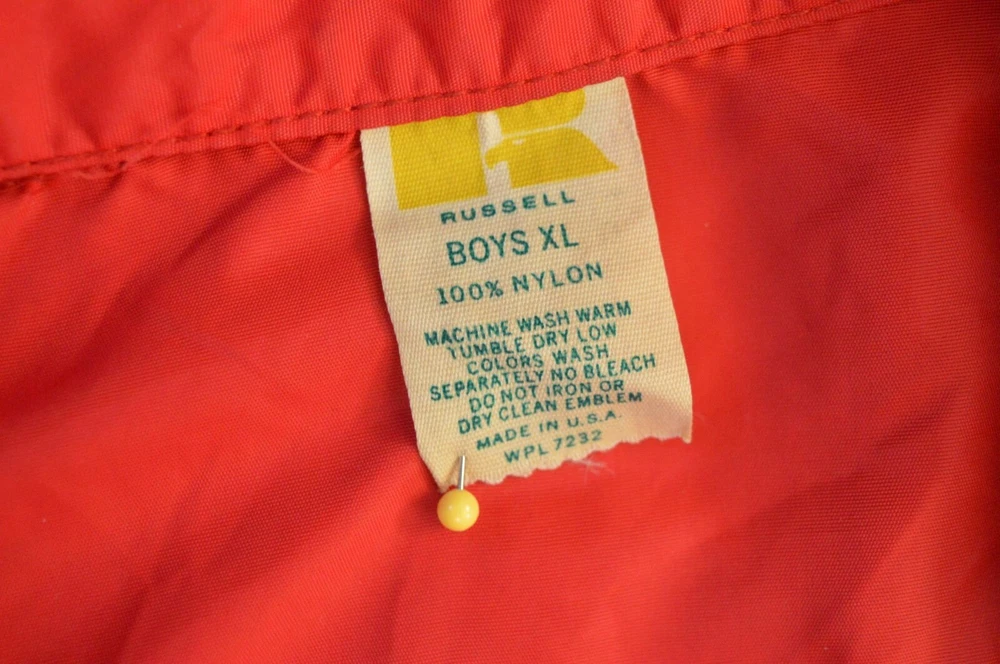 RUSSELL
BOYS XL
100% NYLON
MACHINE WASH WARM
TUMBLE DRY LOW
COLORS WASH
SEPARATELY NO BLEACH
DO NOT IRON OR
DRY CLEAN EMBLEM
MADE IN U.S.A.
WPL 7232